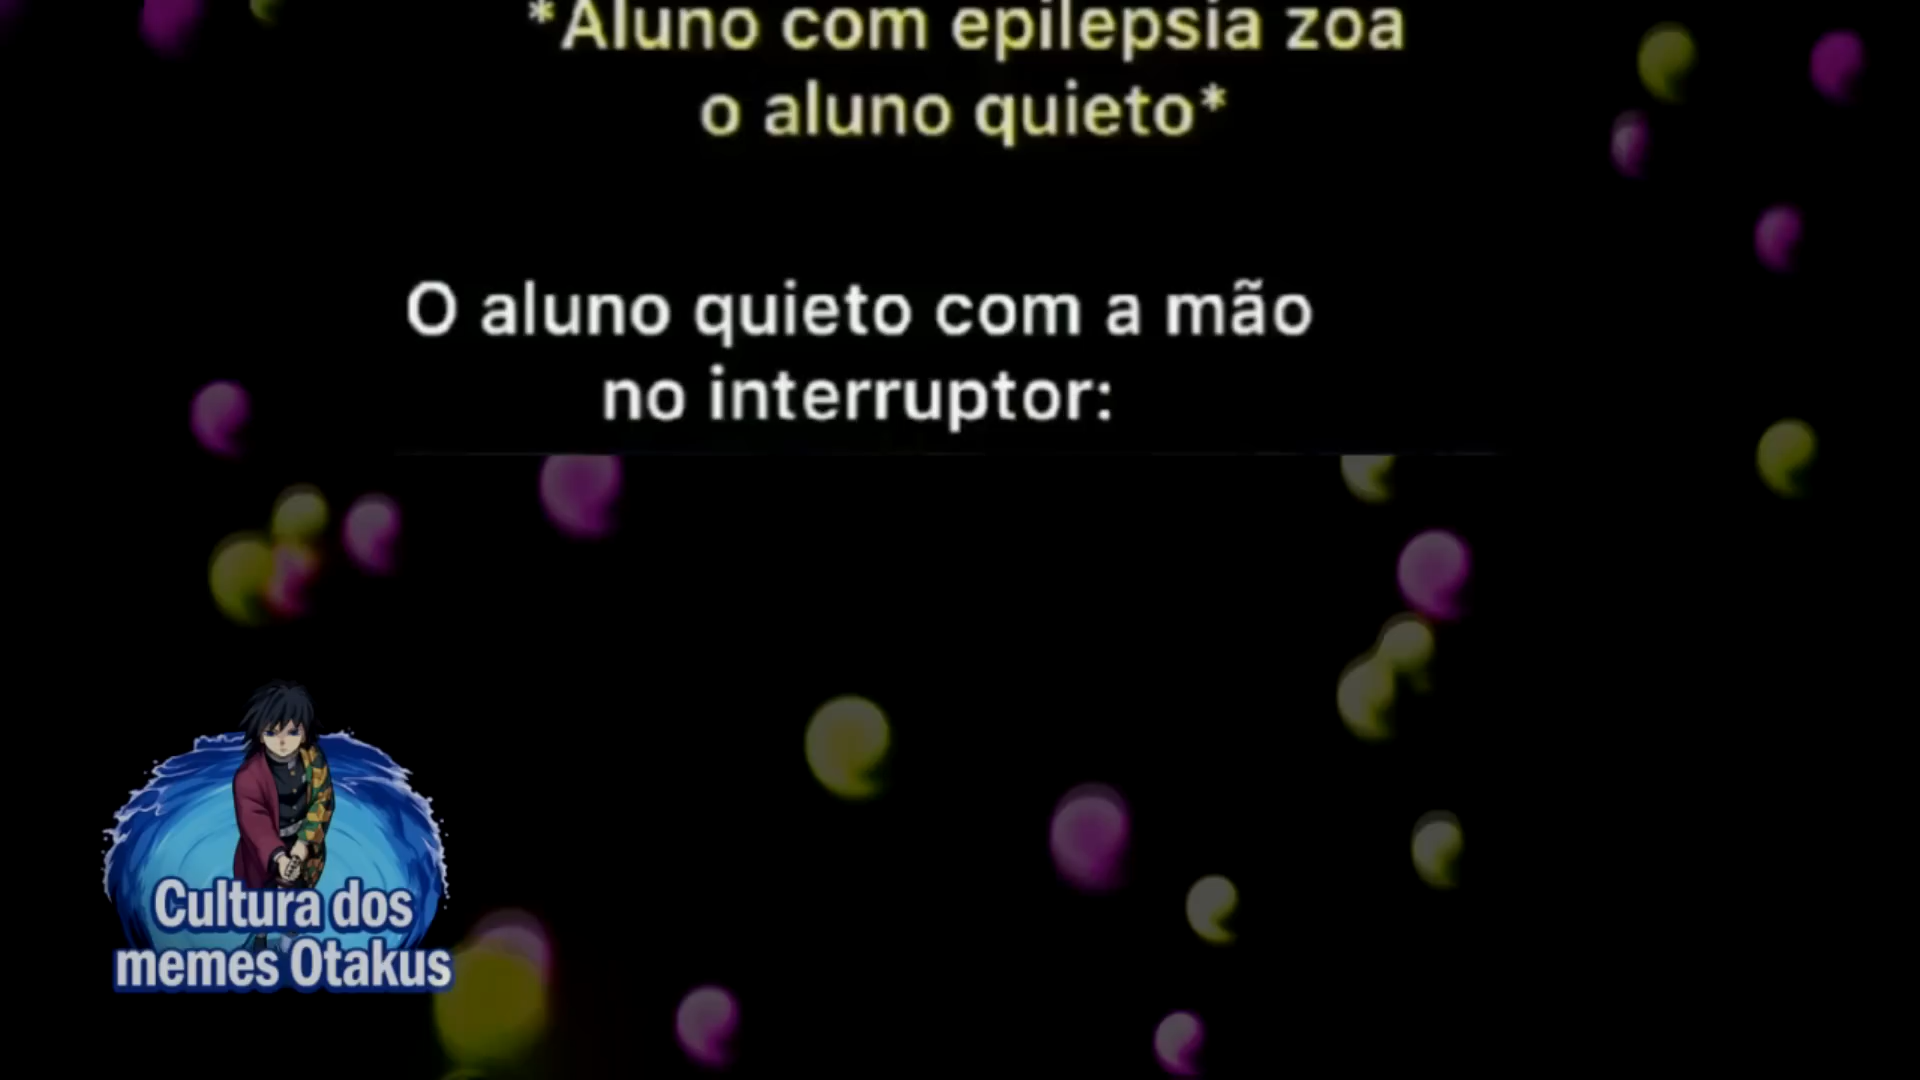 *Aluno com epilepsia zoa
o aluno quieto*
O aluno quieto com a mão
no interruptor:
Cultura dos
memes Otakus